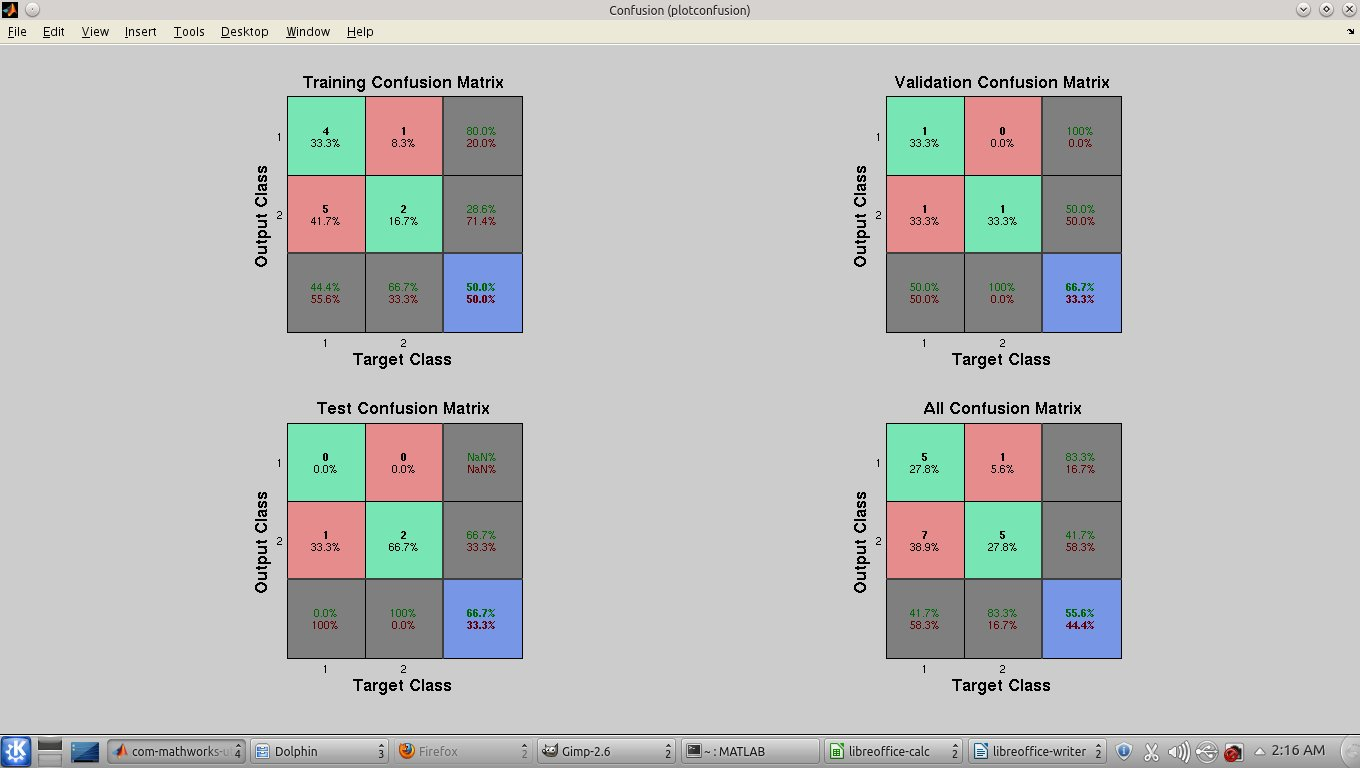 Confusion (plotconfusion)
File Edit View Insert Tools Desktop Window Help
Training Confusion Matrix
Output Class
1 4 1 80.0%
33.3% 8.3% 20.0%
2 5 2 28.6%
41.7% 16.7% 71.4%
44.4% 66.7% 50.0%
55.6% 33.3% 50.0%
1 2
Target Class
Validation Confusion Matrix
Output Class
1 1 0 100%
33.3% 0.0% 0.0%
2 1 1 50.0%
33.3% 33.3% 50.0%
50.0% 100% 66.7%
50.0% 0.0% 33.3%
1 2
Target Class
Test Confusion Matrix
Output Class
1 0 0 NaN%
0.0% 0.0% NaN%
2 1 2 66.7%
33.3% 66.7% 33.3%
0.0% 100% 66.7%
100% 0.0% 33.3%
1 2
Target Class
All Confusion Matrix
Output Class
1 5 1 83.3%
27.8% 5.6% 16.7%
2 7 5 41.7%
38.9% 27.8% 58.3%
41.7% 83.3% 55.6%
58.3% 16.7% 44.4%
1 2
Target Class
com-mathworks-u 4 Dolphin 3 Firefox 2 Gimp-2.6 2 ~ : MATLAB libreoffice-calc 2 libreoffice-writer 2 2:16 AM